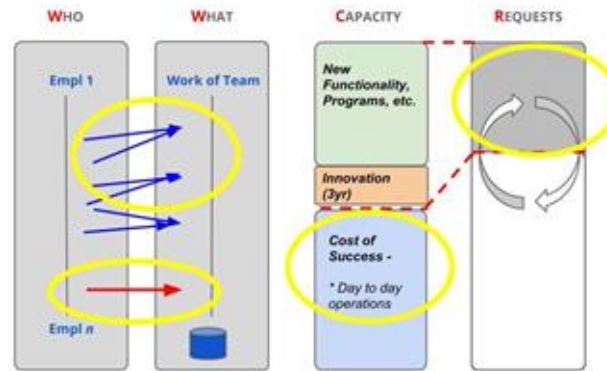 WHO
WHAT
CAPACITY
REQUESTS
Empl 1
Empl n
Work of Team
New
Functionality,
Programs, etc.
Innovation
(3yr)
Cost of
Success -
* Day to day
operations